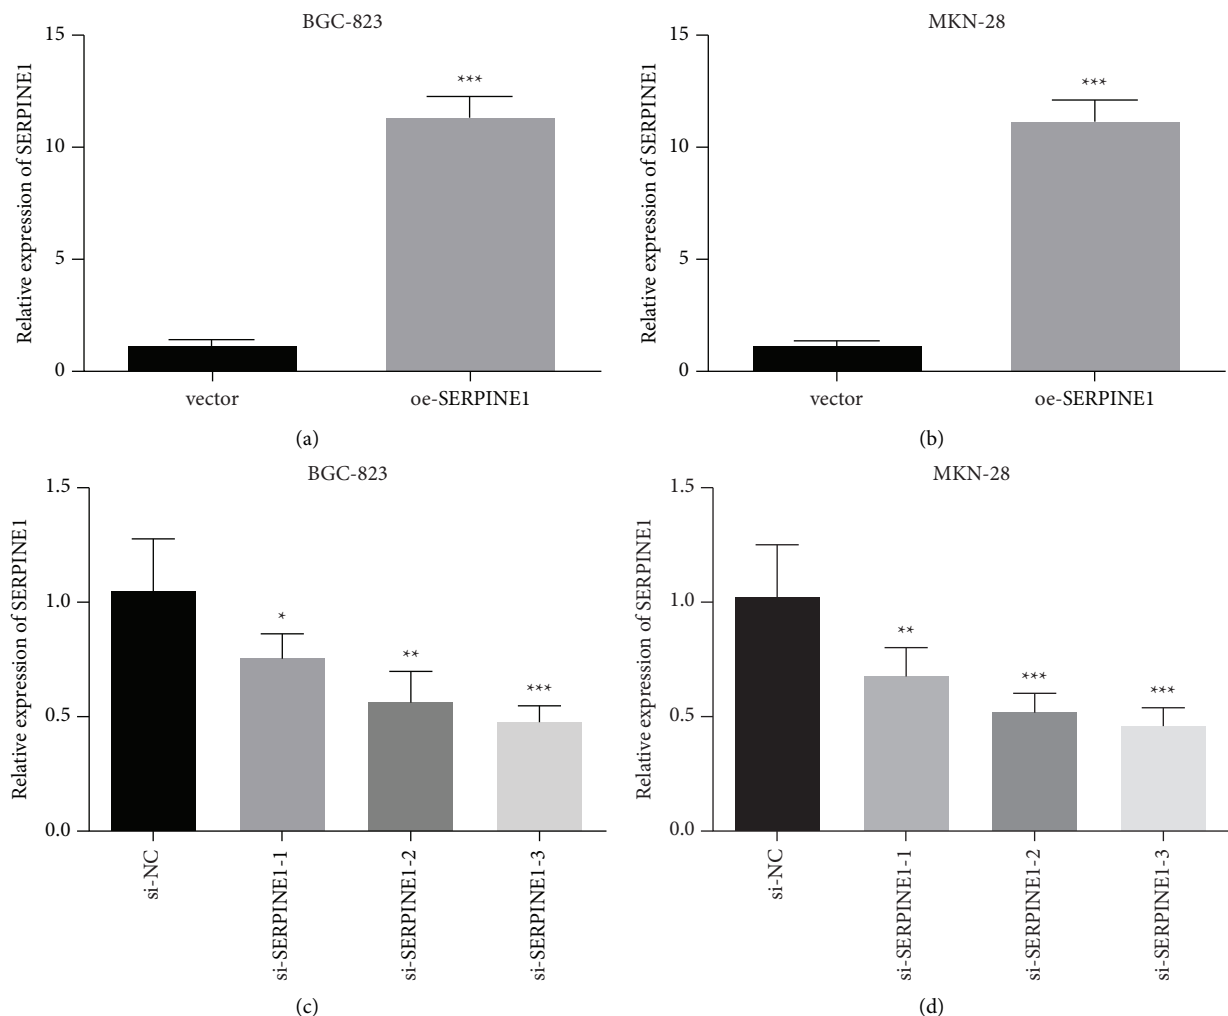 BGC-823
Relative expression of SERPINE1
15
10
5
0
***
vector
oe-SERPINE1
(a)
MKN-28
Relative expression of SERPINE1
15
10
5
0
***
vector
oe-SERPINE1
(b)
BGC-823
Relative expression of SERPINE1
1.5
1.0
0.5
0.0
*
**
***
si-NC
si-SERPINE1-1
si-SERPINE1-2
si-SERPINE1-3
(c)
MKN-28
Relative expression of SERPINE1
1.5
1.0
0.5
0.0
**
***
***
si-NC
si-SERPINE1-1
si-SERPINE1-2
si-SERPINE1-3
(d)